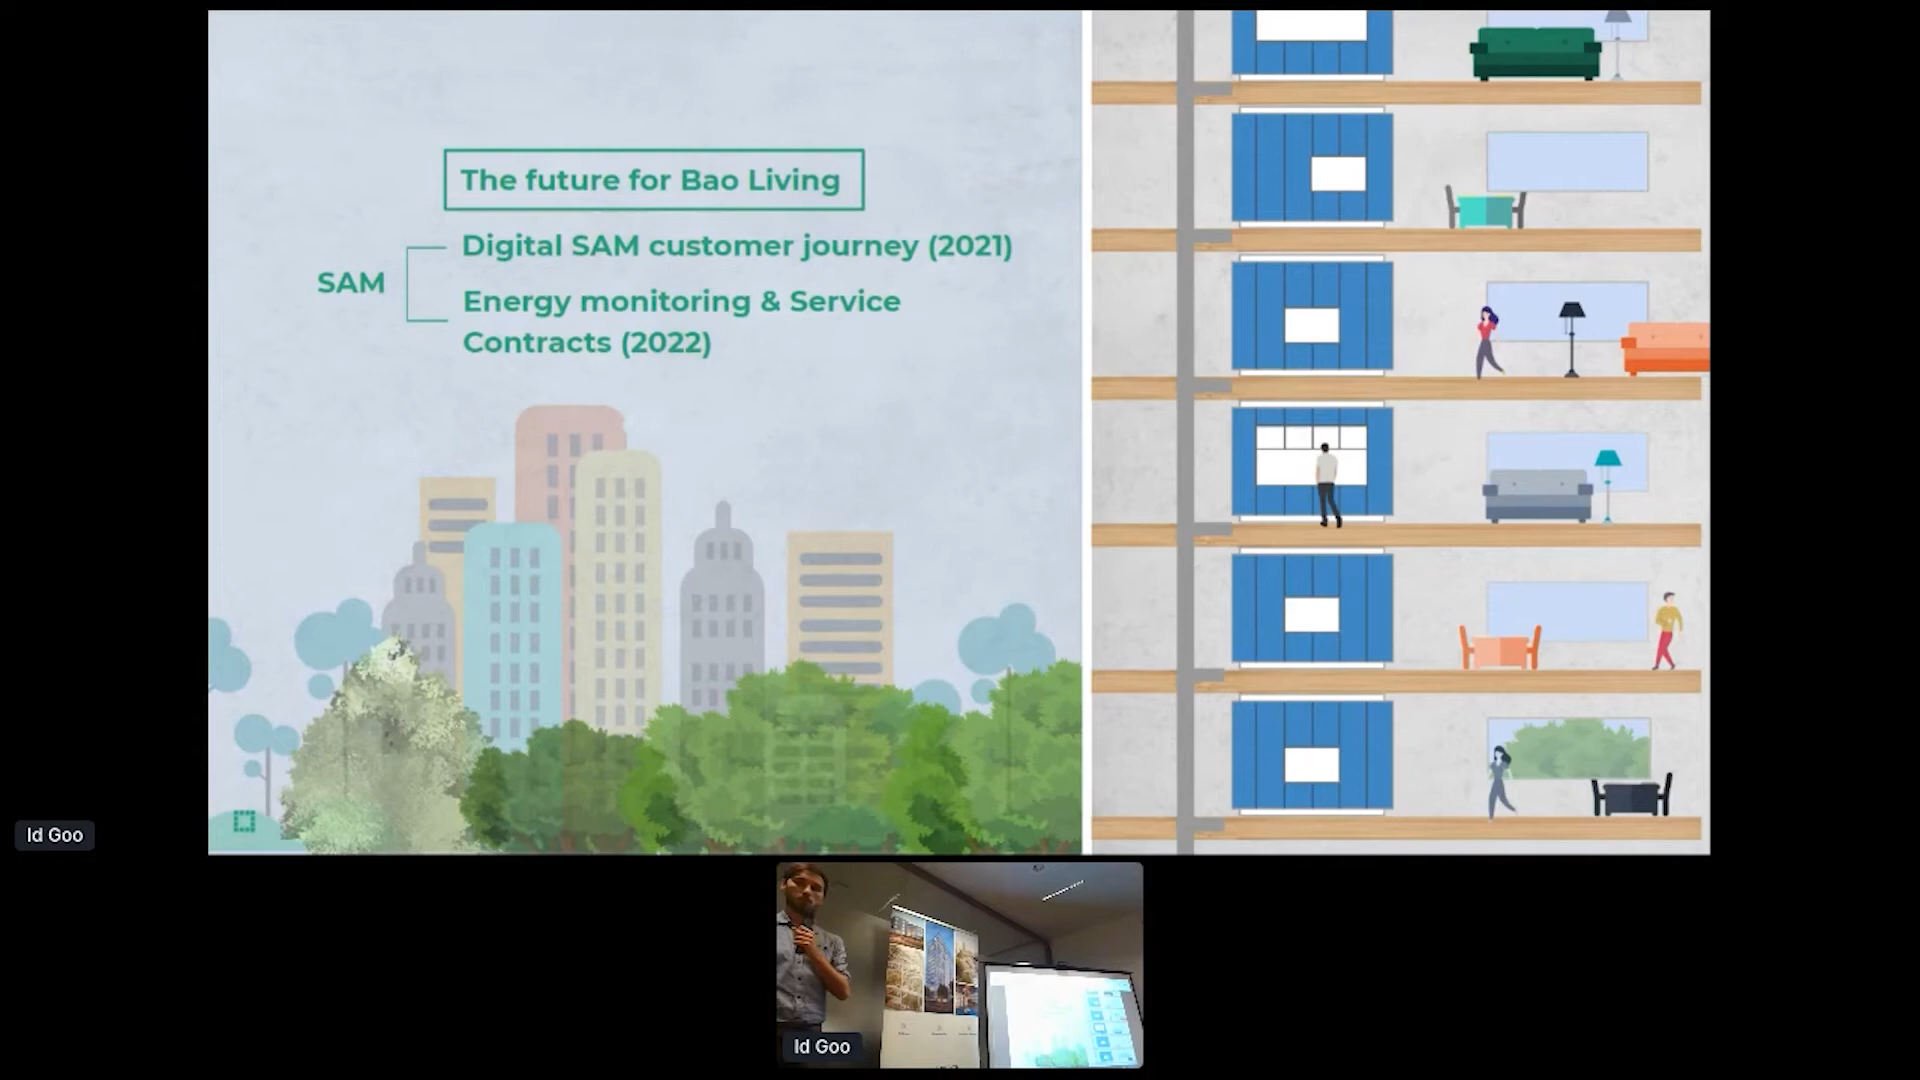 The future for Bao Living
Digital SAM customer journey (2021)
SAM
Energy monitoring & Service
Contracts (2022)
Id Goo
Id Goo